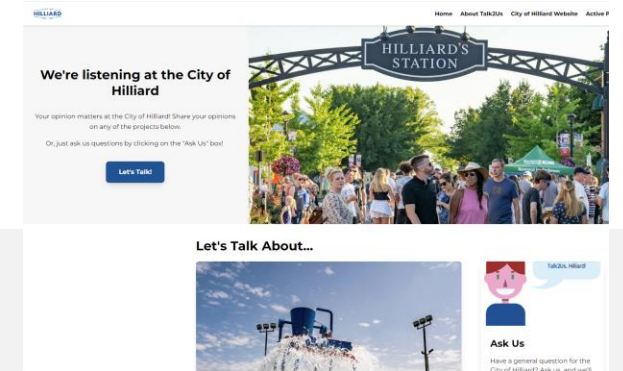 HILLIARD
Home About Talk2Us City of Hilliard Website Active P
HILLIARD'S
STATION
We're listening at the City of
Hilliard
Your opinion matters at the City of Hilliard! Share your opinions
on any of the projects below.
Or, just ask us questions by clicking on the "Ask Us" box!
Let's Talk!
Let's Talk About...
Talk2Us, Hilliard!
Ask Us
Have a general question for the
City of Hilliard? Ask us, and we'll